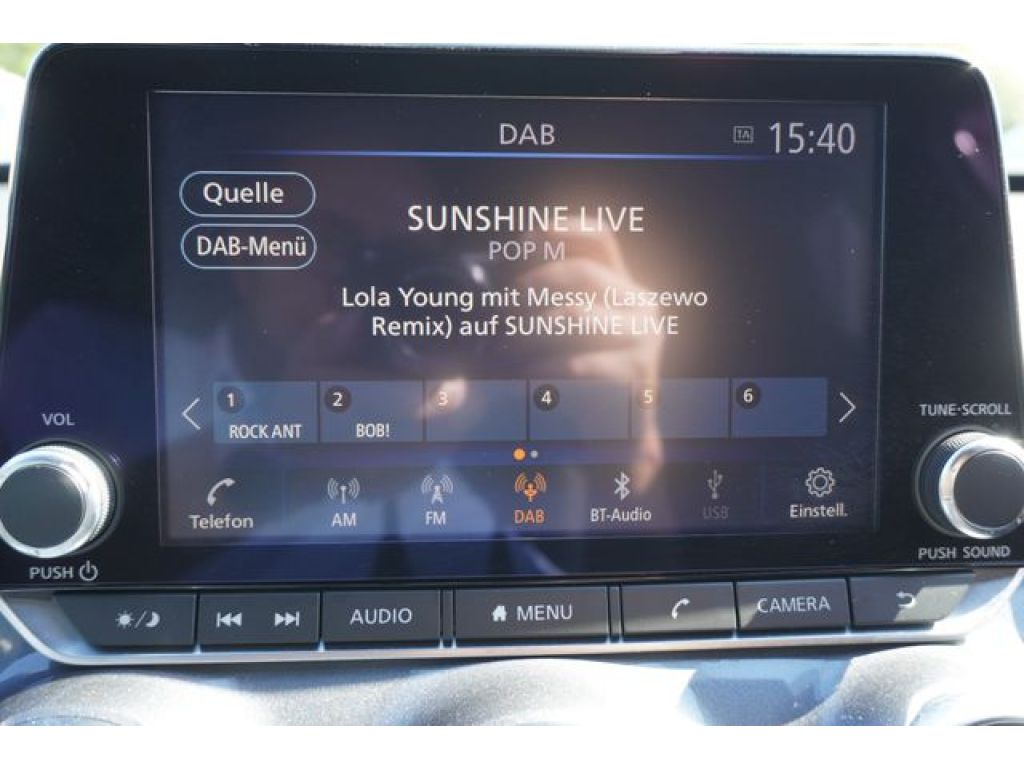 DAB
TA 15:40
Quelle
DAB-Menü
SUNSHINE LIVE
POP M
Lola Young mit Messy (Laszewo
Remix) auf SUNSHINE LIVE
1 2 3 4 5 6
ROCK ANT BOB!
Telefon AM FM DAB BT-Audio USB Einstell.
VOL
PUSH
TUNE·SCROLL
PUSH SOUND
AUDIO MENU CAMERA